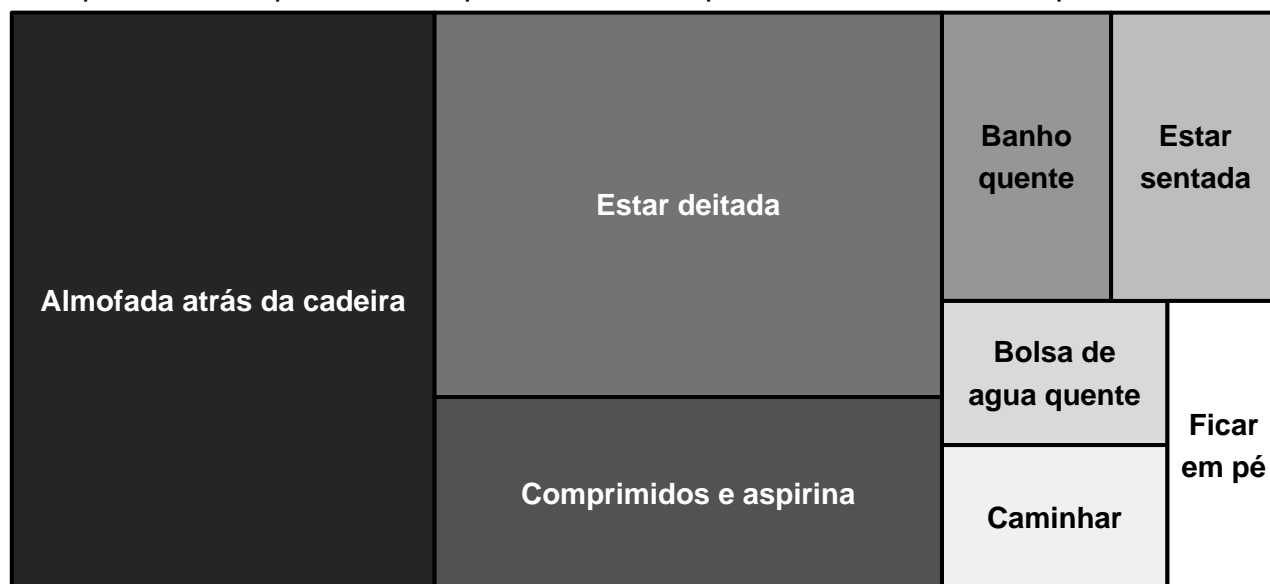 Almofada atrás da cadeira
Estar deitada
Comprimidos e aspirina
Banho
quente
Estar
sentada
Bolsa de
agua quente
Caminhar
Ficar
em pé